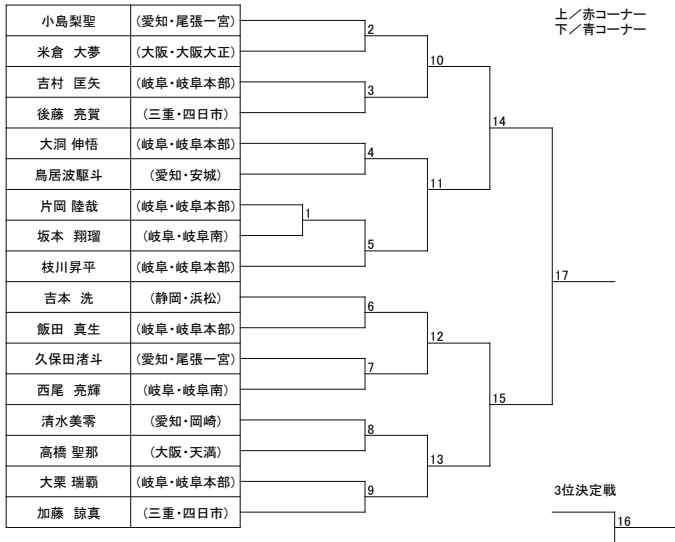 上／赤コーナー
下／青コーナー
小島梨聖 (愛知・尾張一宮)
米倉 大夢 (大阪・大阪大正)
吉村 匡矢 (岐阜・岐阜本部)
後藤 亮賀 (三重・四日市)
大洞 伸悟 (岐阜・岐阜本部)
鳥居波駆斗 (愛知・安城)
片岡 陸哉 (岐阜・岐阜本部)
坂本 翔瑠 (岐阜・岐阜南)
枝川昇平 (岐阜・岐阜本部)
吉本 洸 (静岡・浜松)
飯田 真生 (岐阜・岐阜本部)
久保田渚斗 (愛知・尾張一宮)
西尾 亮輝 (岐阜・岐阜南)
清水美零 (愛知・岡崎)
高橋 聖那 (大阪・天満)
大栗 瑞覇 (岐阜・岐阜本部)
加藤 諒真 (三重・四日市)
1
2
3
4
5
6
7
8
9
10
11
12
13
14
15
17
3位決定戦
16